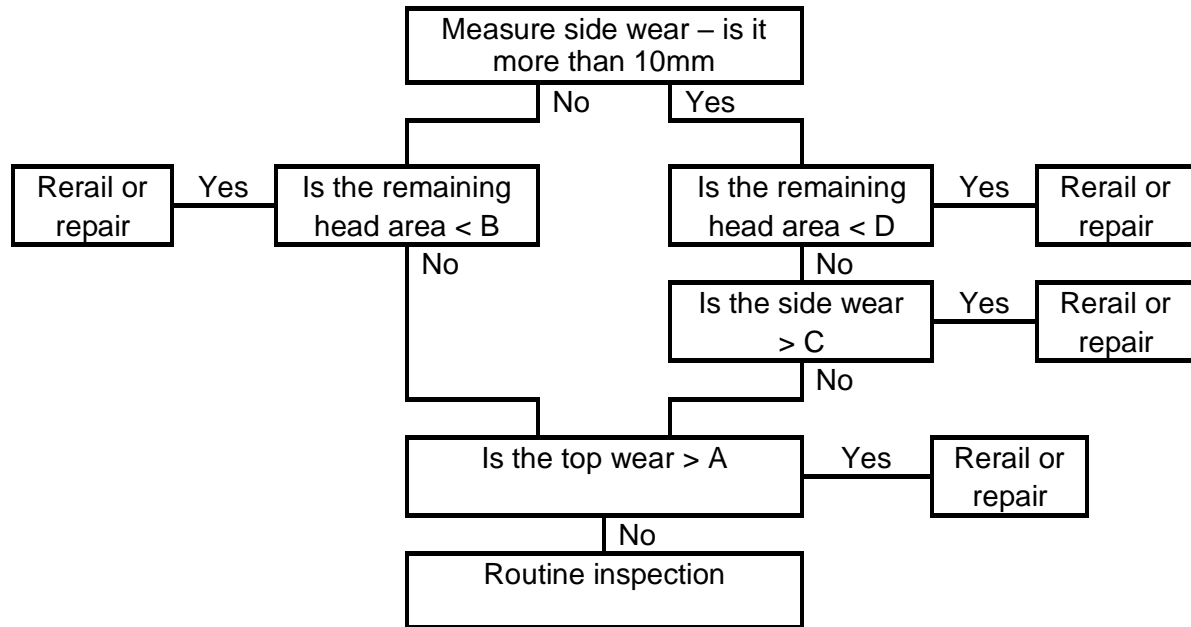 Measure side wear – is it
more than 10mm
No
Yes
Rerail or
repair
Yes
Is the remaining
head area < B
Is the remaining
head area < D
Yes
Rerail or
repair
No
No
Is the side wear
> C
Yes
Rerail or
repair
No
Is the top wear > A
Yes
Rerail or
repair
No
Routine inspection